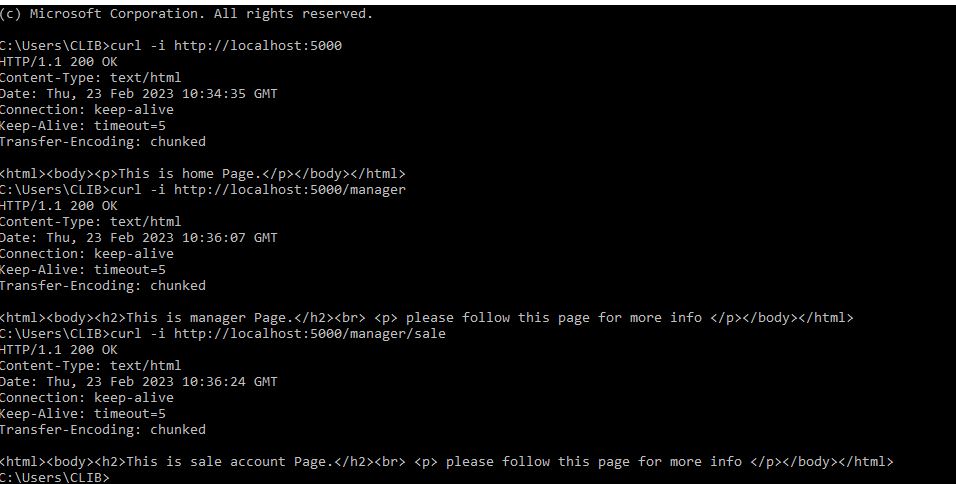 (c) Microsoft Corporation. All rights reserved.
C:\Users\CLIB>curl -i http://localhost:5000
HTTP/1.1 200 OK
Content-Type: text/html
Date: Thu, 23 Feb 2023 10:34:35 GMT
Connection: keep-alive
Keep-Alive: timeout=5
Transfer-Encoding: chunked
<html><body><p>This is home Page.</p></body></html>
C:\Users\CLIB>curl -i http://localhost:5000/manager
HTTP/1.1 200 OK
Content-Type: text/html
Date: Thu, 23 Feb 2023 10:36:07 GMT
Connection: keep-alive
Keep-Alive: timeout=5
Transfer-Encoding: chunked
<html><body><h2>This is manager Page.</h2><br> <p> please follow this page for more info </p></body></html>
C:\Users\CLIB>curl -i http://localhost:5000/manager/sale
HTTP/1.1 200 OK
Content-Type: text/html
Date: Thu, 23 Feb 2023 10:36:24 GMT
Connection: keep-alive
Keep-Alive: timeout=5
Transfer-Encoding: chunked
<html><body><h2>This is sale account Page.</h2><br> <p> please follow this page for more info </p></body></html>
C:\Users\CLIB>